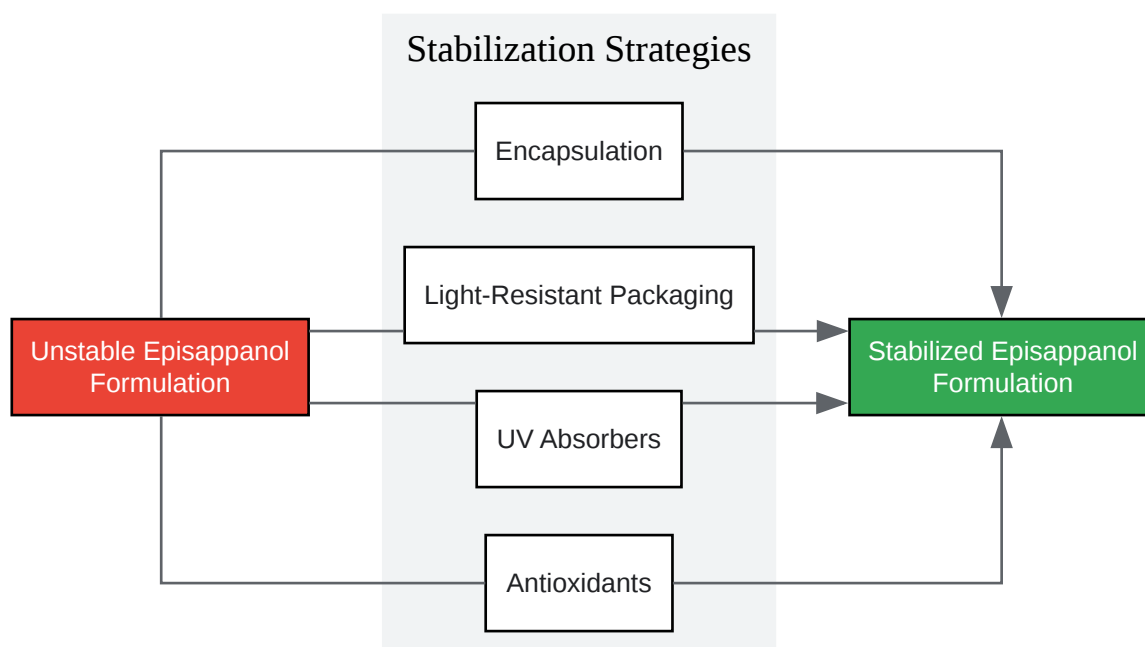 Stabilization Strategies
Encapsulation
Light-Resistant Packaging
Unstable Episappanol
Formulation
Stabilized Episappanol
Formulation
UV Absorbers
Antioxidants